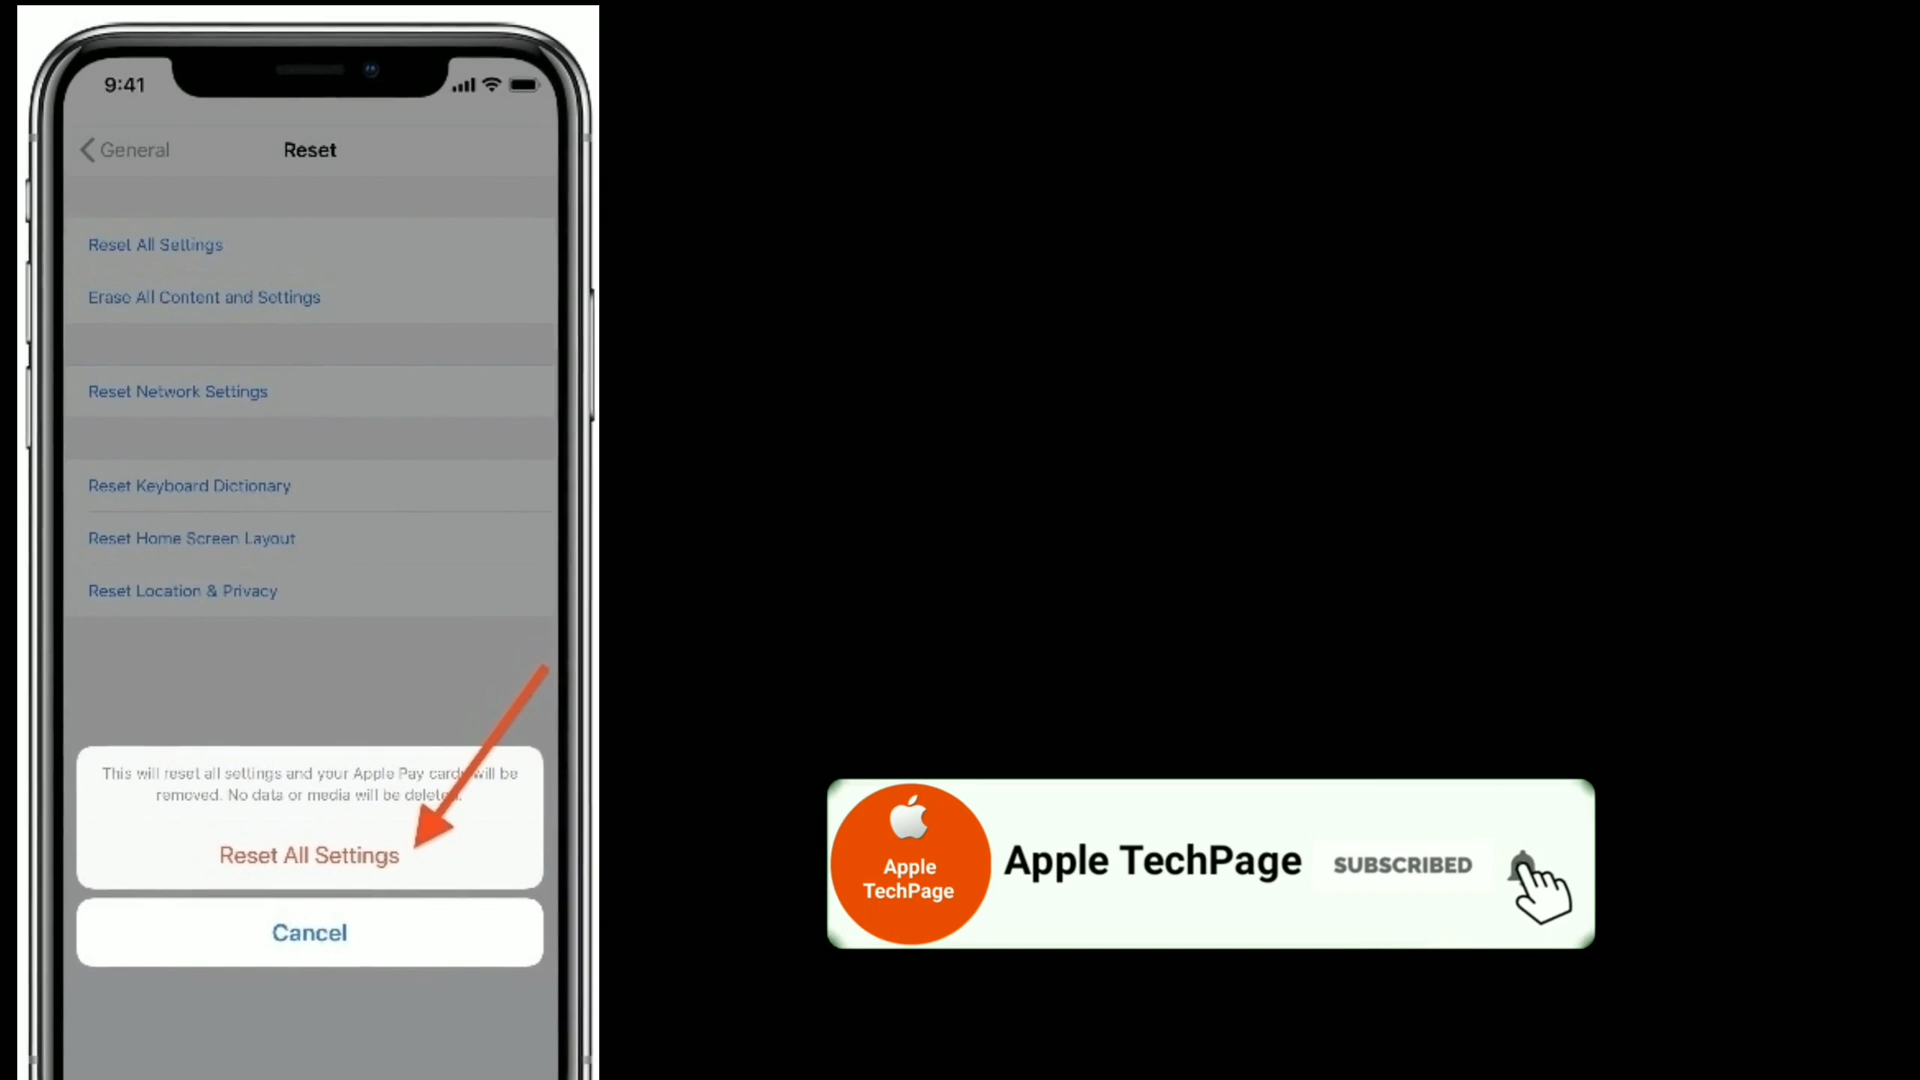 9:41
General
Reset
Reset All Settings
Erase All Content and Settings
Reset Network Settings
Reset Keyboard Dictionary
Reset Home Screen Layout
Reset Location & Privacy
This will reset all settings and your Apple Pay cards will be
removed. No data or media will be deleted.
Reset All Settings
Cancel
Apple
TechPage
Apple TechPage
SUBSCRIBED